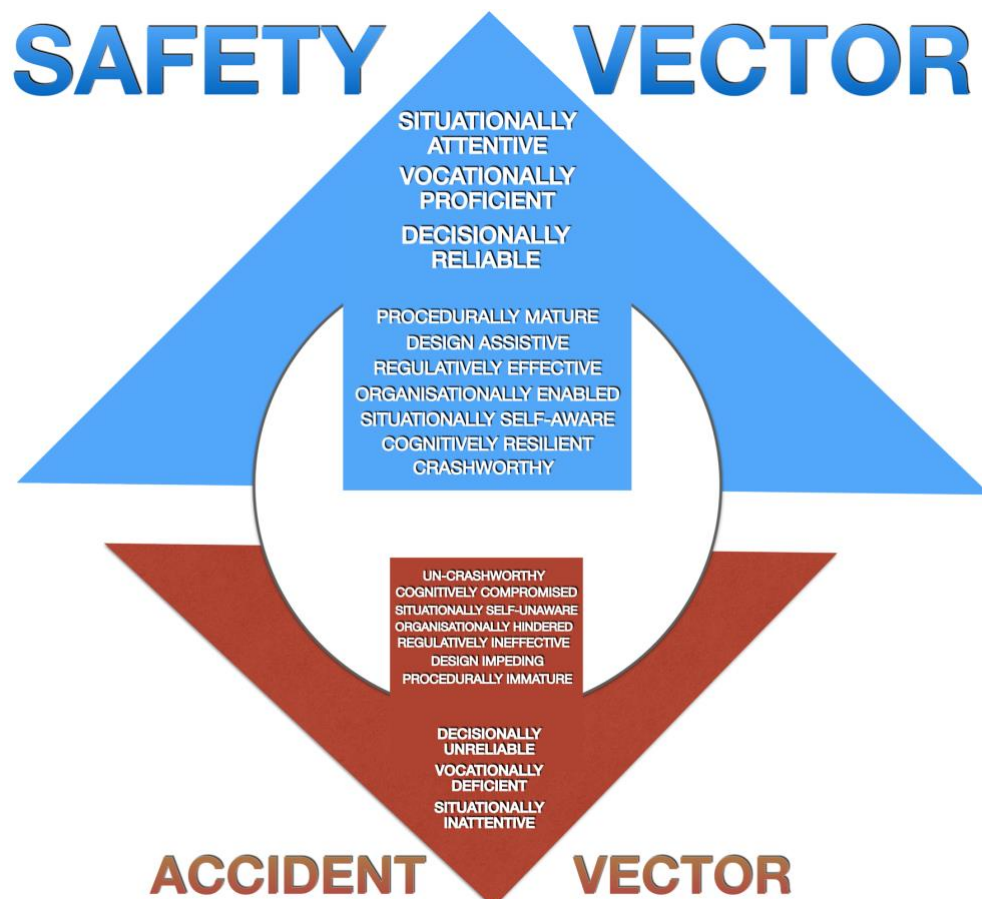 SAFETY VECTOR
SITUATIONALLY
ATTENTIVE
VOCATIONALLY
PROFICIENT
DECISIONALLY
RELIABLE
PROCEDURALLY MATURE
DESIGN ASSISTIVE
REGULATIVELY EFFECTIVE
ORGANISATIONALLY ENABLED
SITUATIONALLY SELF-AWARE
COGNITIVELY RESILIENT
CRASHWORTHY
UN-CRASHWORTHY
COGNITIVELY COMPROMISED
SITUATIONALLY SELF-UNAWARE
ORGANISATIONALLY HINDERED
REGULATIVELY INEFFECTIVE
DESIGN IMPEDING
PROCEDURALLY IMMATURE
DECISIONALLY
UNRELIABLE
VOCATIONALLY
DEFICIENT
SITUATIONALLY
INATTENTIVE
ACCIDENT VECTOR